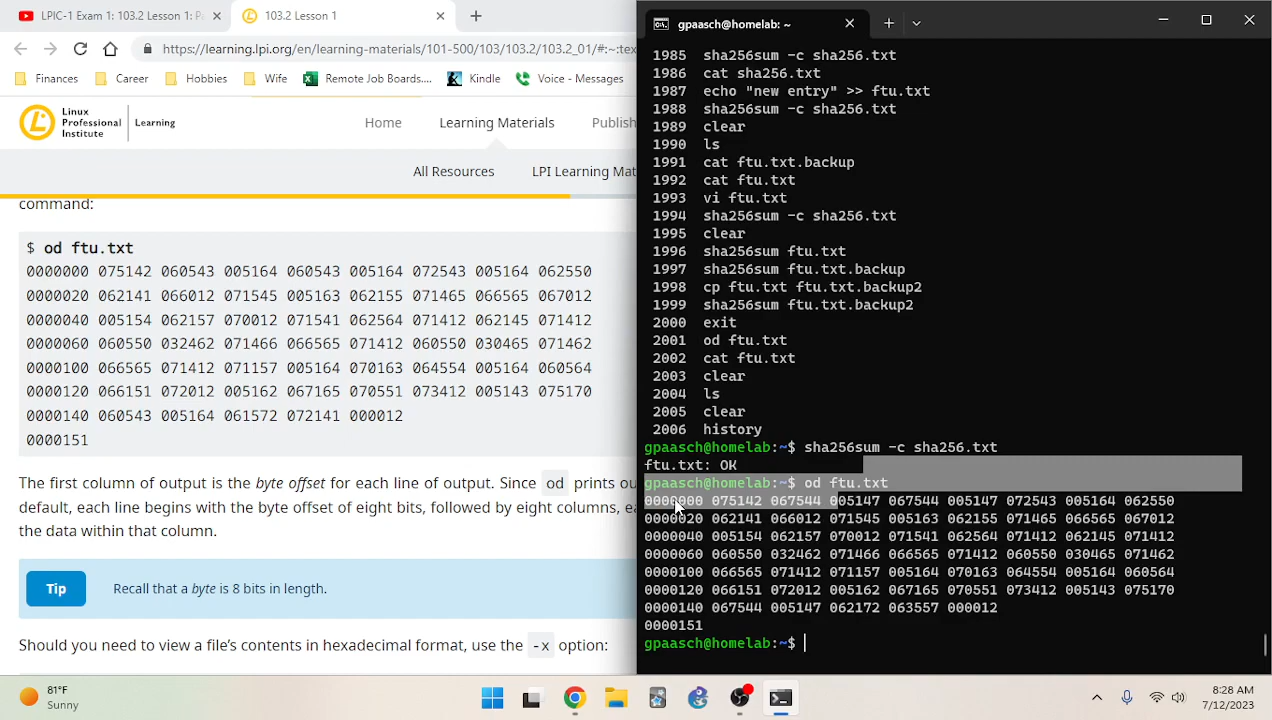 LPIC-1 Exam 1: 103.2 Lesson 1: Pa
103.2 Lesson 1
https://learning.lpi.org/en/learning-materials/101-500/103/103.2/103.2_01/#:~:tex
Finances
Career
Hobbies
Wife
Remote Job Boards....
Kindle
Voice - Messages
Linux
Professional
Institute
Learning
Home
Learning Materials
Publish
All Resources
LPI Learning Mat
command:
$ od ftu.txt
0000000 075142 060543 005164 060543 005164 072543 005164 062550
0000020 062141 066012 071545 005163 062155 071465 066565 067012
0000040 005154 062157 070012 071541 062564 071412 062145 071412
0000060 060550 032462 071466 066565 071412 060550 030465 071462
0000100 066565 071412 071157 005164 070163 064554 005164 060564
0000120 066151 072012 005162 067165 070551 073412 005143 075170
0000140 060543 005164 061572 072141 000012
0000151
The first column of output is the byte offset for each line of output. Since od prints ou
default, each line begins with the byte offset of eight bits, followed by eight columns, ea
the data within that column.
Tip
Recall that a byte is 8 bits in length.
Should you need to view a file's contents in hexadecimal format, use the -x option:
gpaasch@homelab: ~
1985 sha256sum -c sha256.txt
1986 cat sha256.txt
1987 echo "new entry" >> ftu.txt
1988 sha256sum -c sha256.txt
1989 clear
1990 ls
1991 cat ftu.txt.backup
1992 cat ftu.txt
1993 vi ftu.txt
1994 sha256sum -c sha256.txt
1995 clear
1996 sha256sum ftu.txt
1997 sha256sum ftu.txt.backup
1998 cp ftu.txt ftu.txt.backup2
1999 sha256sum ftu.txt.backup2
2000 exit
2001 od ftu.txt
2002 cat ftu.txt
2003 clear
2004 ls
2005 clear
2006 history
gpaasch@homelab:~$ sha256sum -c sha256.txt
ftu.txt: OK
gpaasch@homelab:~$ od ftu.txt
0000000 075142 067544 005147 067544 005147 072543 005164 062550
0000020 062141 066012 071545 005163 062155 071465 066565 067012
0000040 005154 062157 070012 071541 062564 071412 062145 071412
0000060 060550 032462 071466 066565 071412 060550 030465 071462
0000100 066565 071412 071157 005164 070163 064554 005164 060564
0000120 066151 072012 005162 067165 070551 073412 005143 075170
0000140 067544 005147 062172 063557 000012
0000151
gpaasch@homelab:~$
81°F
Sunny
8:28 AM
7/12/2023